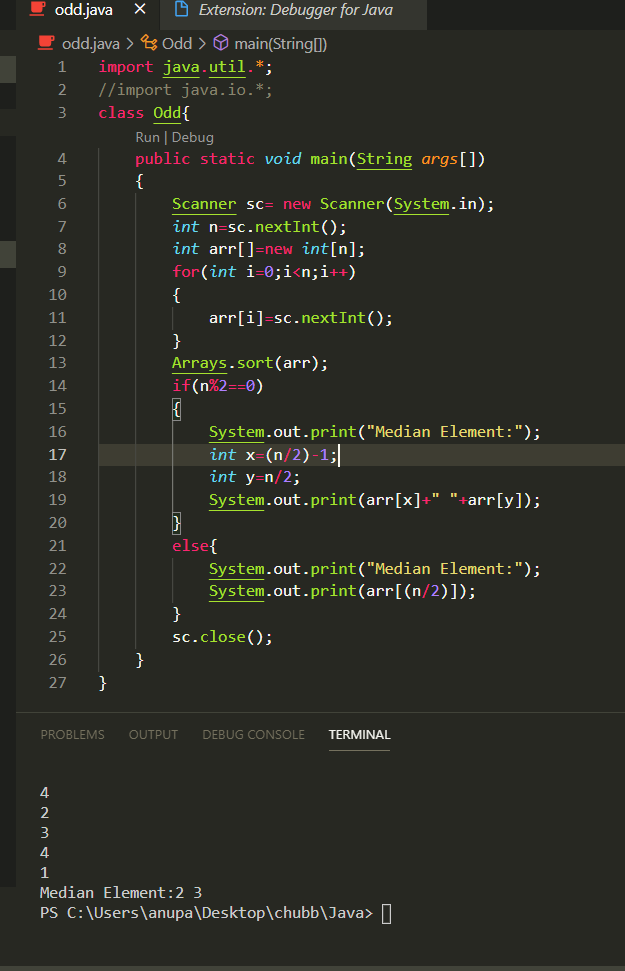 odd.java × Extension: Debugger for Java
odd.java > Odd > main(String[])
1 import java.util.*;
2 //import java.io.*;
3 class Odd{
Run | Debug
4 public static void main(String args[])
5 {
6 Scanner sc= new Scanner(System.in);
7 int n=sc.nextInt();
8 int arr[]=new int[n];
9 for(int i=0;i<n;i++)
10 {
11 arr[i]=sc.nextInt();
12 }
13 Arrays.sort(arr);
14 if(n%2==0)
15 {
16 System.out.print("Median Element:");
17 int x=(n/2)-1;
18 int y=n/2;
19 System.out.print(arr[x]+" "+arr[y]);
20 }
21 else{
22 System.out.print("Median Element:");
23 System.out.print(arr[(n/2)]);
24 }
25 sc.close();
26 }
27 }
PROBLEMS OUTPUT DEBUG CONSOLE TERMINAL
4
2
3
4
1
Median Element:2 3
PS C:\Users\anupa\Desktop\chubb\Java>